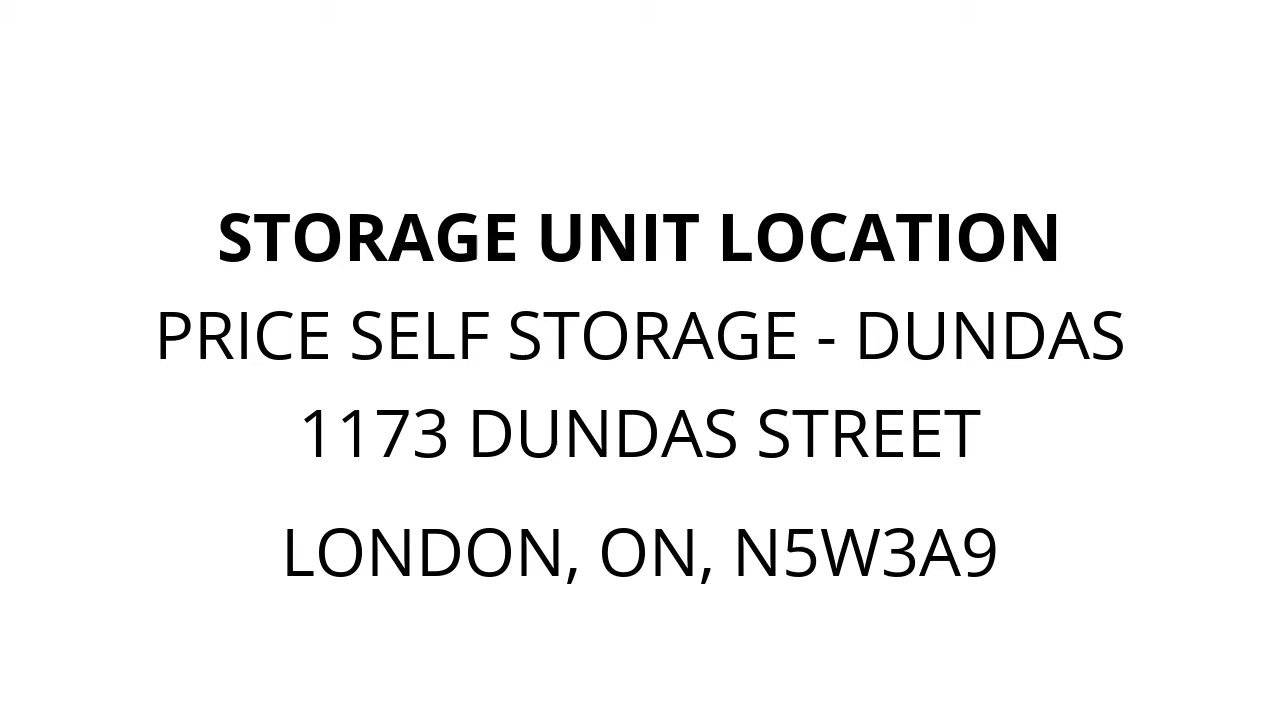 STORAGE UNIT LOCATION
PRICE SELF STORAGE - DUNDAS
1173 DUNDAS STREET
LONDON, ON, N5W3A9